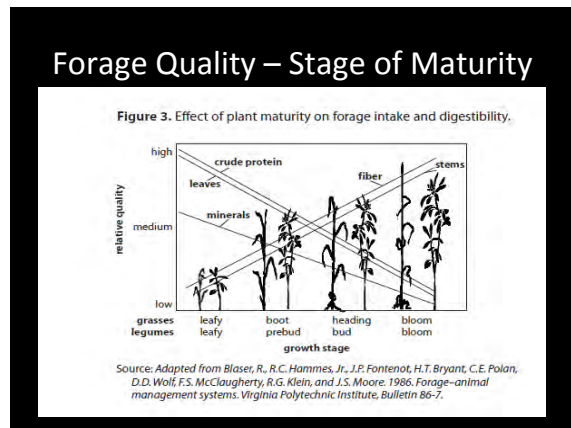 Forage Quality – Stage of Maturity
Figure 3. Effect of plant maturity on forage intake and digestibility.
high
crude protein
leaves
fiber
stems
minerals
medium
relative quality
low
grasses leafy boot heading bloom
legumes leafy prebud bud bloom
growth stage
Source: Adapted from Blaser, R., R.C. Hammes, Jr., J.P. Fontenot, H.T. Bryant, C.E. Polan,
D.D. Wolf, F.S. McClaugherty, R.G. Klein, and J.S. Moore. 1986. Forage–animal
management systems. Virginia Polytechnic Institute, Bulletin 86-7.